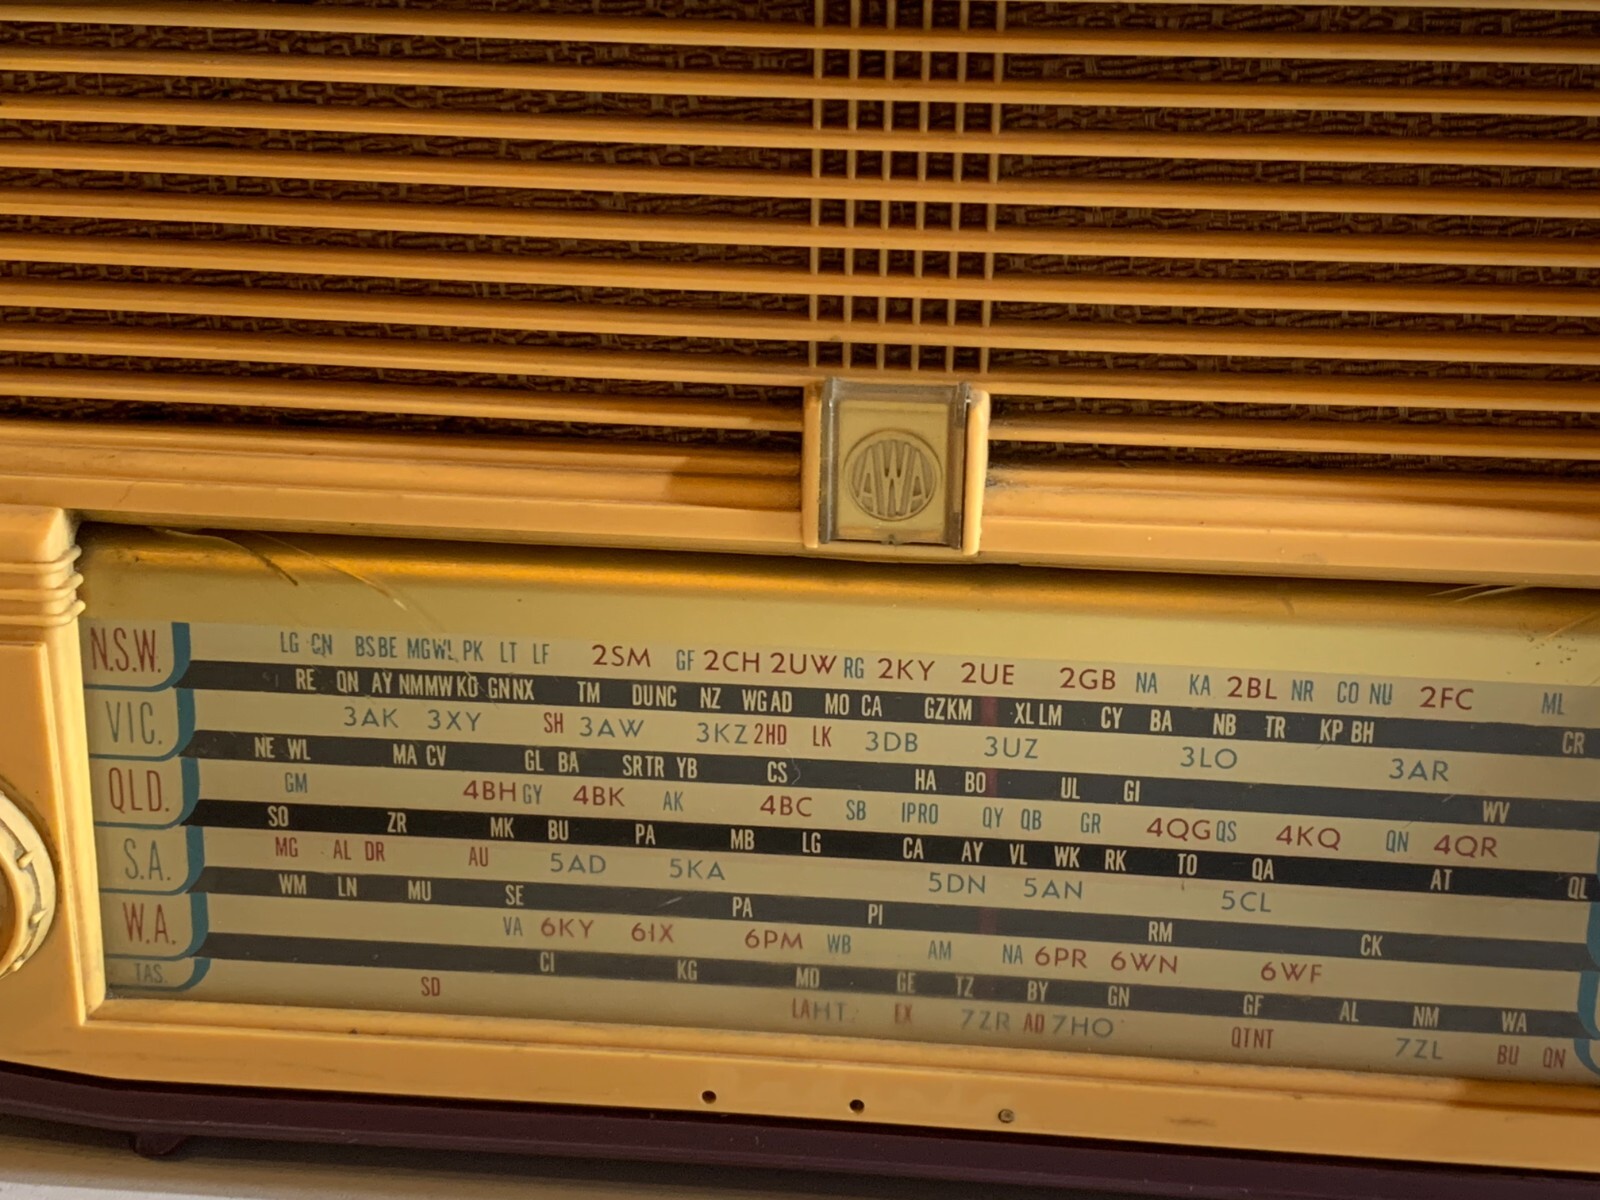 AWA
N.S.W. LG CN BS BE MG WL PK LT LF 2SM GF 2CH 2UW RG 2KY 2UE 2GB NA KA 2BL NR CO NU 2FC ML
RE QN AY NM MW KO GN NX TM DU NC NZ WG AD MO CA GZ KM XL LM CY BA NB TR KP BH CR
VIC. 3AK 3XY SH 3AW 3KZ 2HD LK 3DB 3UZ 3LO 3AR
NE WL MA CV GL BA SR TR YB CS HA BO UL GI WV
QLD. GM 4BH GY 4BK AK 4BC SB IP RO QY QB GR 4QG QS 4KQ QN 4QR
SO ZR MK BU PA MB LG CA AY VL WK RK TO QA AT QL
S.A. MG AL DR AU 5AD 5KA 5DN 5AN 5CL
WM LN MU SE PA PI RM CK
W.A. VA 6KY 6IX 6PM WB AM NA 6PR 6WN 6WF
CI KG MD GE TZ BY GN GF AL NM WA
TAS. SD LA HT EX 7ZR AD 7HO QT NT 7ZL BU QN